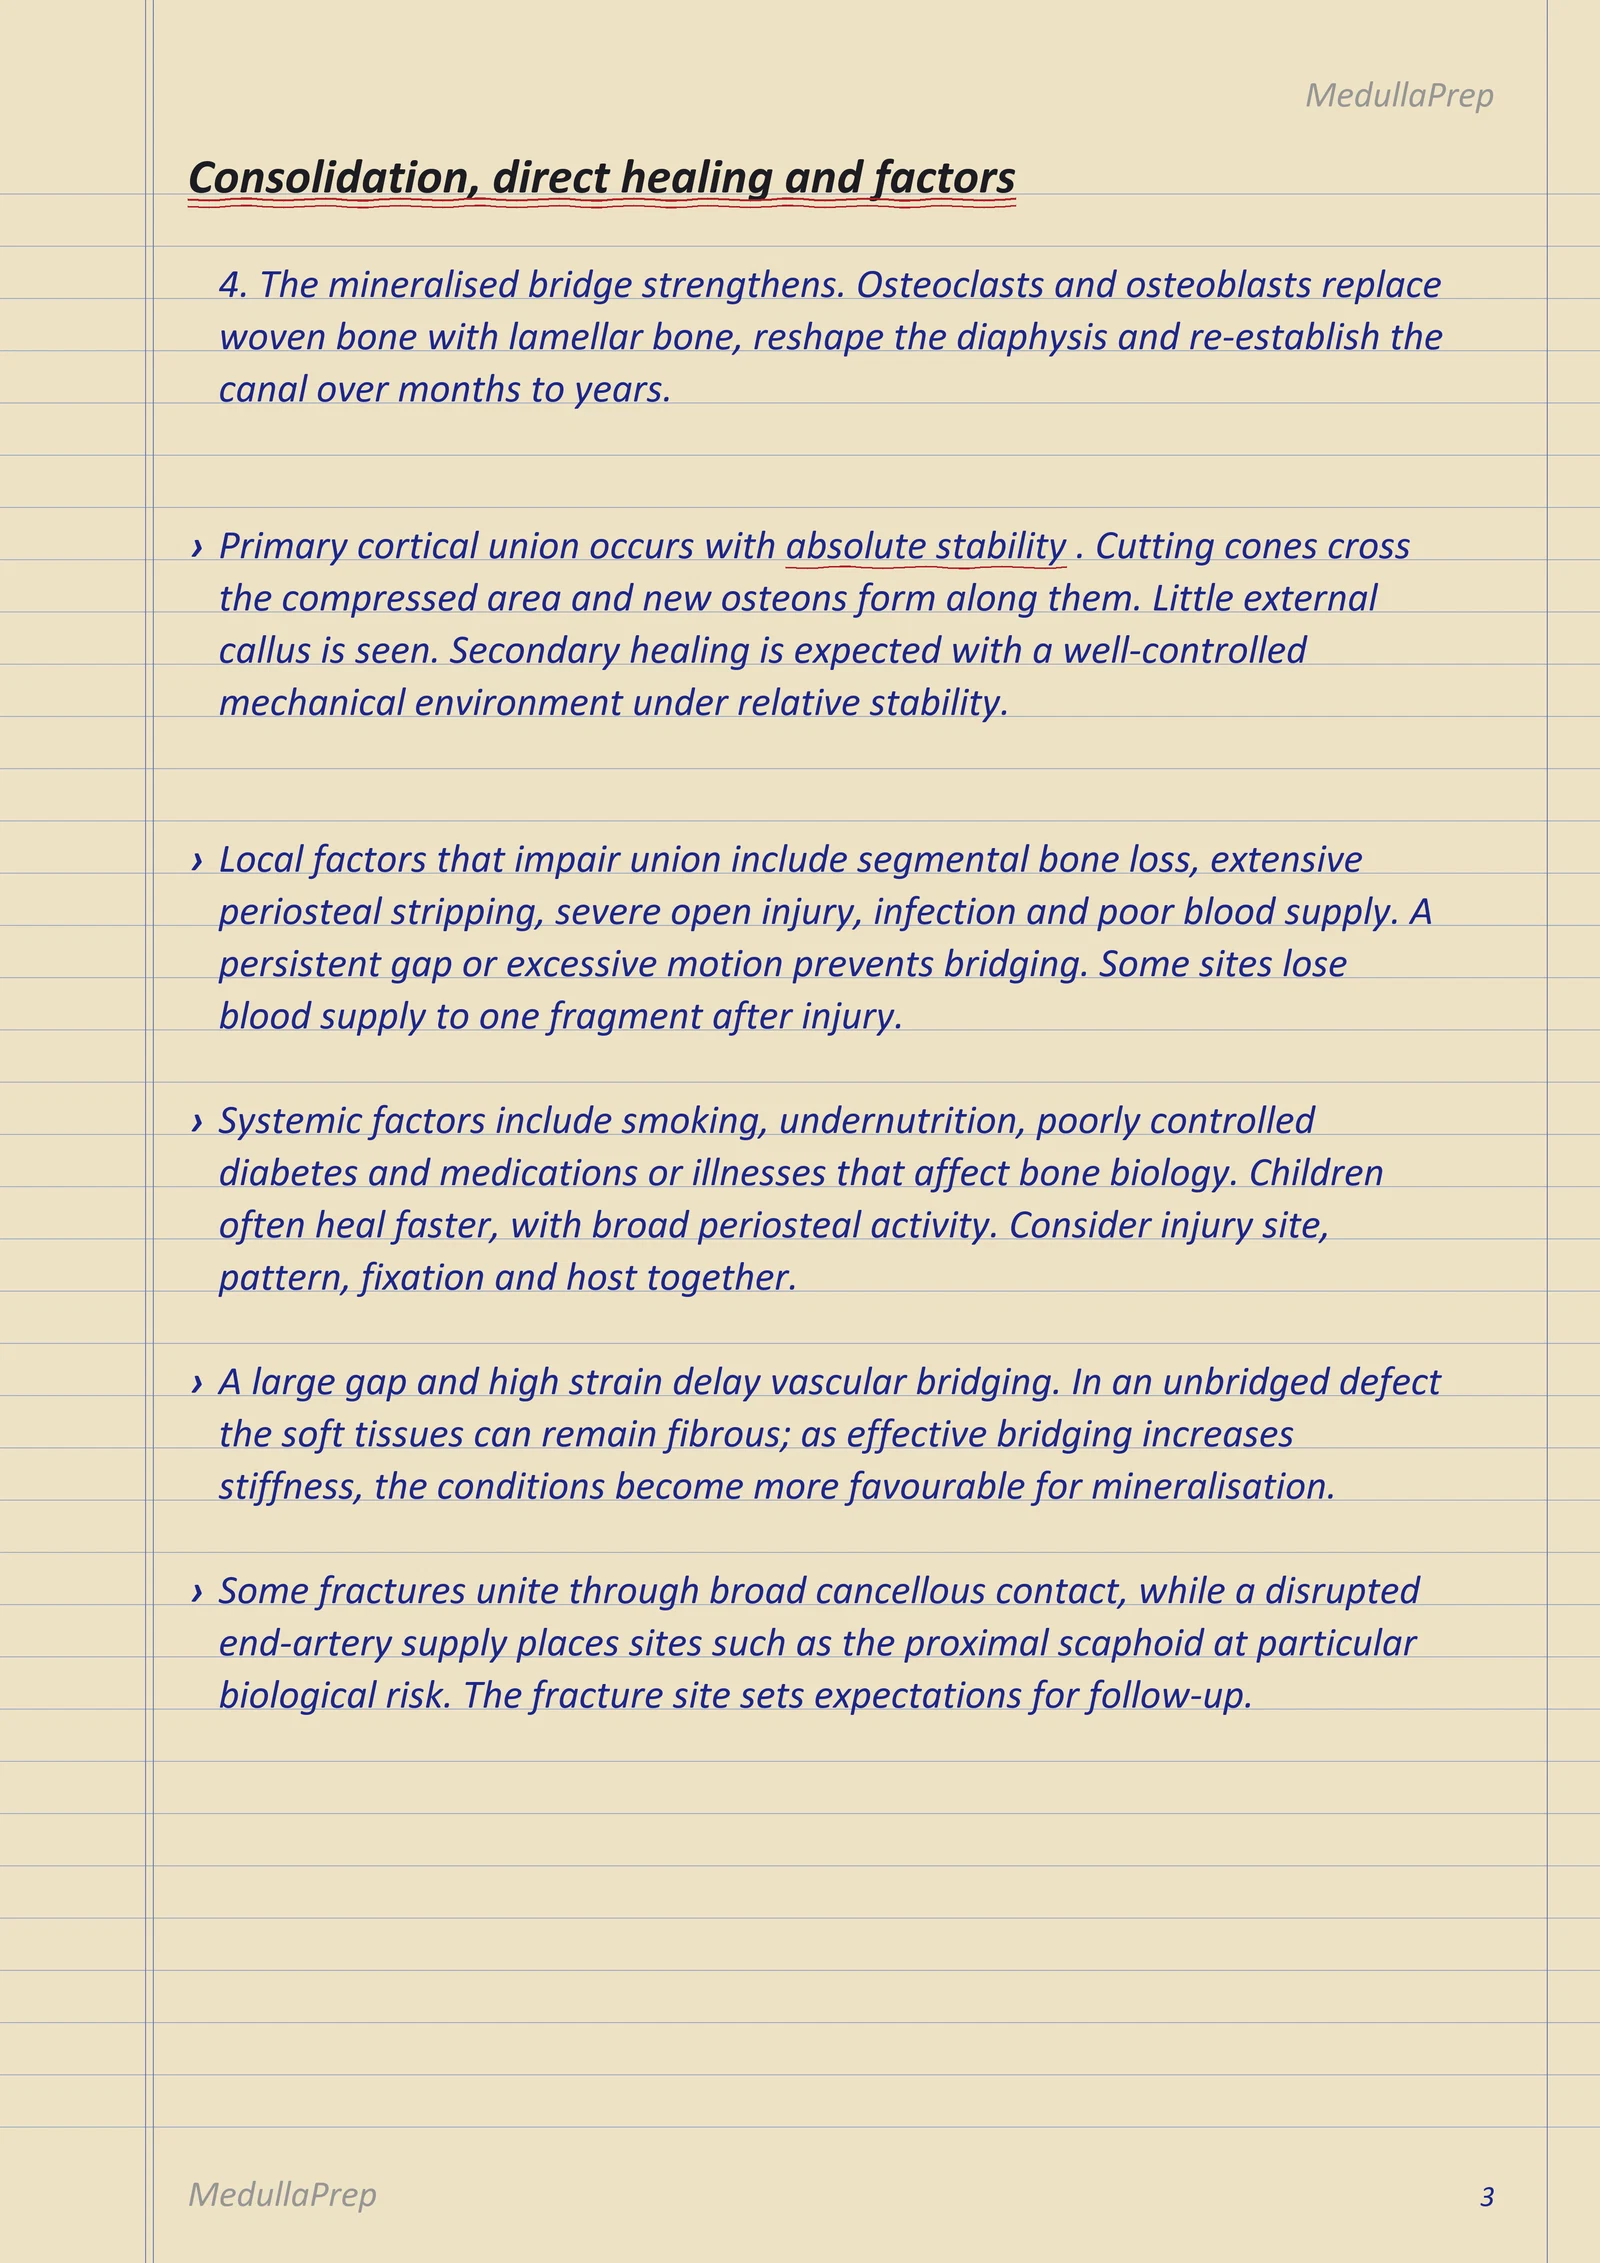 MedullaPrep
Consolidation, direct healing and factors
4. The mineralised bridge strengthens. Osteoclasts and osteoblasts replace
woven bone with lamellar bone, reshape the diaphysis and re-establish the
canal over months to years.
› Primary cortical union occurs with absolute stability . Cutting cones cross
the compressed area and new osteons form along them. Little external
callus is seen. Secondary healing is expected with a well-controlled
mechanical environment under relative stability.
› Local factors that impair union include segmental bone loss, extensive
periosteal stripping, severe open injury, infection and poor blood supply. A
persistent gap or excessive motion prevents bridging. Some sites lose
blood supply to one fragment after injury.
› Systemic factors include smoking, undernutrition, poorly controlled
diabetes and medications or illnesses that affect bone biology. Children
often heal faster, with broad periosteal activity. Consider injury site,
pattern, fixation and host together.
› A large gap and high strain delay vascular bridging. In an unbridged defect
the soft tissues can remain fibrous; as effective bridging increases
stiffness, the conditions become more favourable for mineralisation.
› Some fractures unite through broad cancellous contact, while a disrupted
end-artery supply places sites such as the proximal scaphoid at particular
biological risk. The fracture site sets expectations for follow-up.
MedullaPrep
3